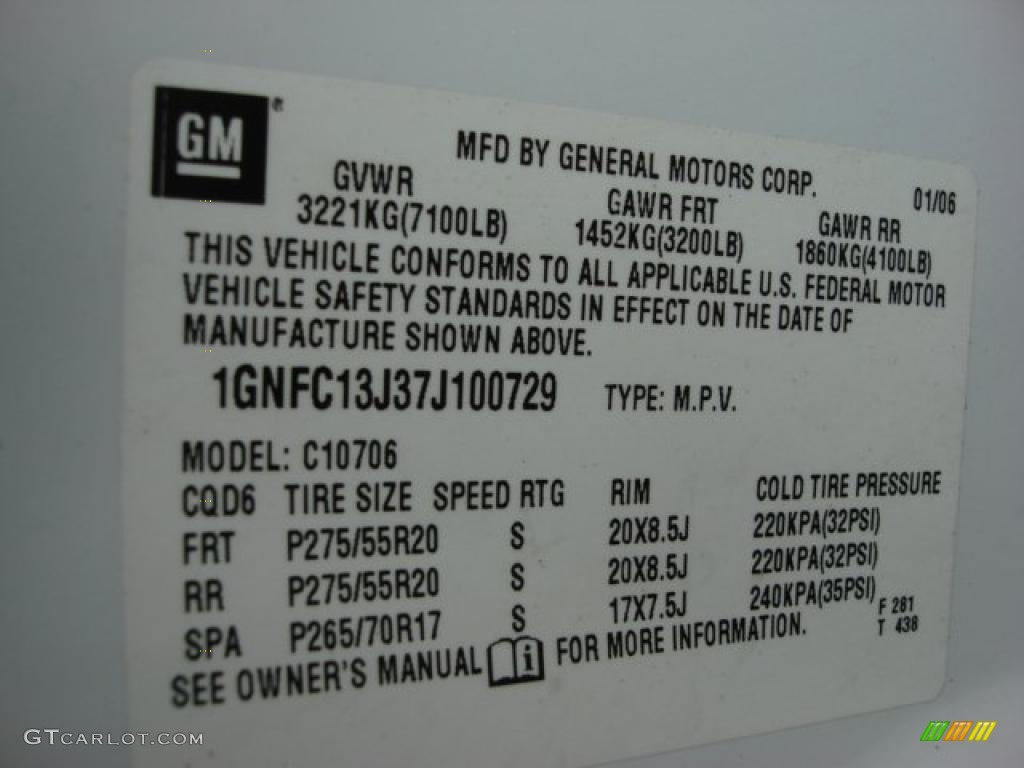 GM®
MFD BY GENERAL MOTORS CORP.
01/06
GVWR GAWR FRT GAWR RR
3221KG(7100LB) 1452KG(3200LB) 1860KG(4100LB)
THIS VEHICLE CONFORMS TO ALL APPLICABLE U.S. FEDERAL MOTOR
VEHICLE SAFETY STANDARDS IN EFFECT ON THE DATE OF
MANUFACTURE SHOWN ABOVE.
1GNFC13J37J100729 TYPE: M.P.V.
MODEL: C10706
CQD6 TIRE SIZE SPEED RTG RIM COLD TIRE PRESSURE
FRT P275/55R20 S 20X8.5J 220KPA(32PSI)
RR P275/55R20 S 20X8.5J 220KPA(32PSI)
SPA P265/70R17 S 17X7.5J 240KPA(35PSI)
F 281
T 438
SEE OWNER'S MANUAL i FOR MORE INFORMATION.
GTCARLOT.COM